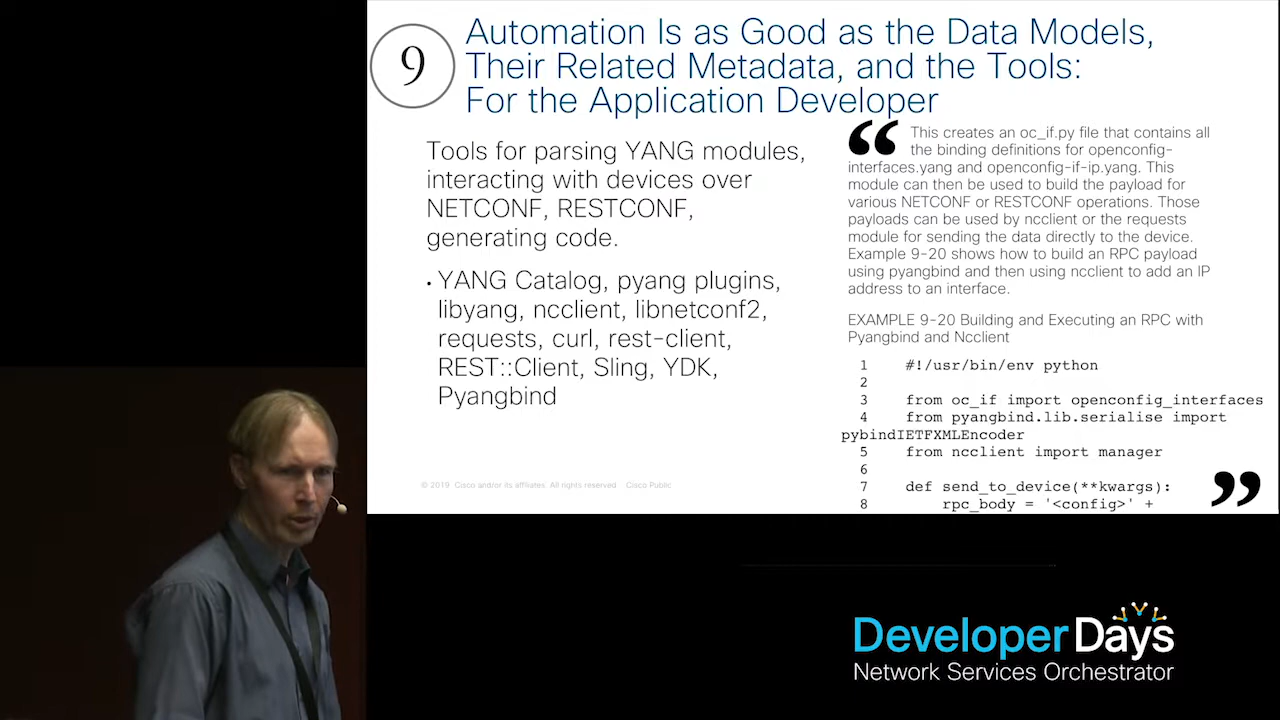 9
Automation Is as Good as the Data Models,
Their Related Metadata, and the Tools:
For the Application Developer
Tools for parsing YANG modules,
interacting with devices over
NETCONF, RESTCONF,
generating code.
• YANG Catalog, pyang plugins,
libyang, ncclient, libnetconf2,
requests, curl, rest-client,
REST::Client, Sling, YDK,
Pyangbind
“ This creates an oc_if.py file that contains all
the binding definitions for openconfig-
interfaces.yang and openconfig-if-ip.yang. This
module can then be used to build the payload for
various NETCONF or RESTCONF operations. Those
payloads can be used by ncclient or the requests
module for sending the data directly to the device.
Example 9-20 shows how to build an RPC payload
using pyangbind and then using ncclient to add an IP
address to an interface.
EXAMPLE 9-20 Building and Executing an RPC with
Pyangbind and Ncclient
1 #!/usr/bin/env python
2
3 from oc_if import openconfig_interfaces
4 from pyangbind.lib.serialise import
pybindIETFXMLEncoder
5 from ncclient import manager
6
7 def send_to_device(**kwargs):
8 rpc_body = '<config>' +
”
© 2019 Cisco and/or its affiliates. All rights reserved Cisco Public
Developer Days
Network Services Orchestrator